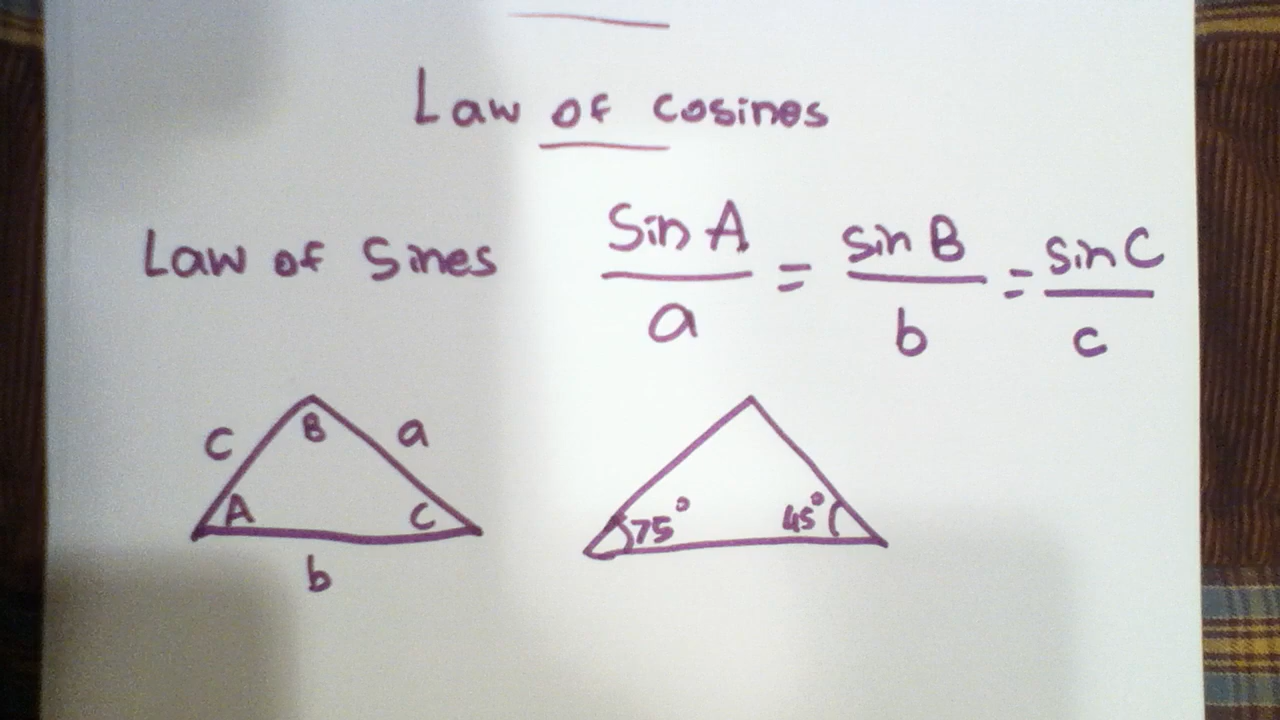 Law of cosines
Law of Sines
Sin A / a = sin B / b = sin C / c
c B a
A C
b
75° 45°